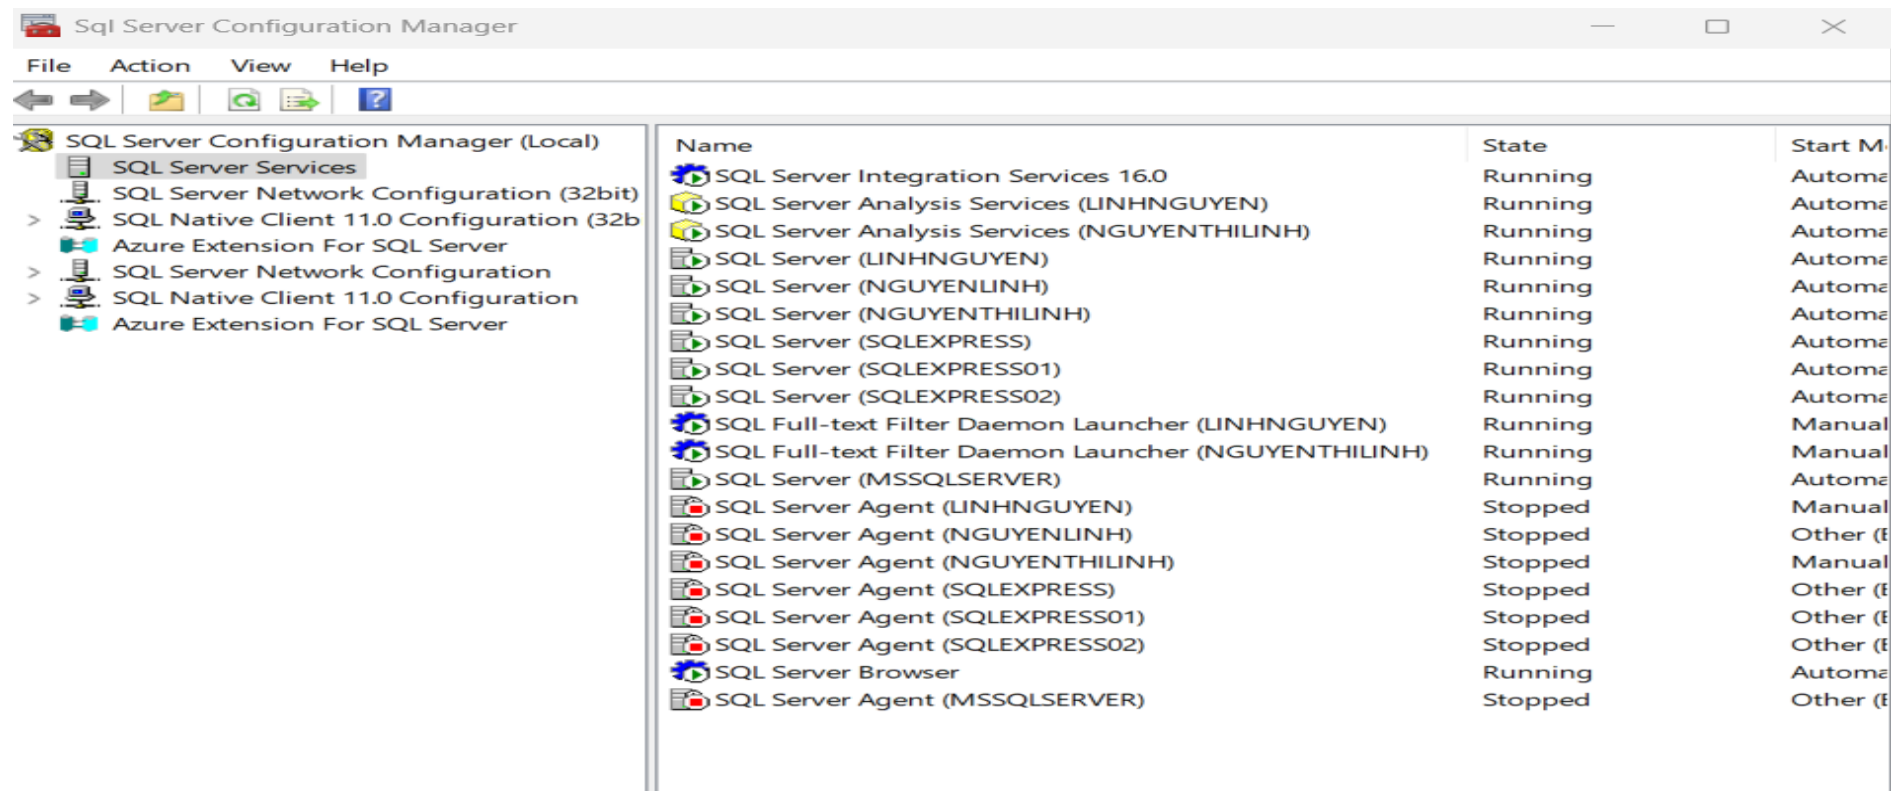 Sql Server Configuration Manager
File Action View Help
SQL Server Configuration Manager (Local)
SQL Server Services
SQL Server Network Configuration (32bit)
SQL Native Client 11.0 Configuration (32b
Azure Extension For SQL Server
SQL Server Network Configuration
SQL Native Client 11.0 Configuration
Azure Extension For SQL Server
Name State Start M
SQL Server Integration Services 16.0 Running Automa
SQL Server Analysis Services (LINHNGUYEN) Running Automa
SQL Server Analysis Services (NGUYENTHILINH) Running Automa
SQL Server (LINHNGUYEN) Running Automa
SQL Server (NGUYENLINH) Running Automa
SQL Server (NGUYENTHILINH) Running Automa
SQL Server (SQLEXPRESS) Running Automa
SQL Server (SQLEXPRESS01) Running Automa
SQL Server (SQLEXPRESS02) Running Automa
SQL Full-text Filter Daemon Launcher (LINHNGUYEN) Running Manual
SQL Full-text Filter Daemon Launcher (NGUYENTHILINH) Running Manual
SQL Server (MSSQLSERVER) Running Automa
SQL Server Agent (LINHNGUYEN) Stopped Manual
SQL Server Agent (NGUYENLINH) Stopped Other (
SQL Server Agent (NGUYENTHILINH) Stopped Manual
SQL Server Agent (SQLEXPRESS) Stopped Other (
SQL Server Agent (SQLEXPRESS01) Stopped Other (
SQL Server Agent (SQLEXPRESS02) Stopped Other (
SQL Server Browser Running Automa
SQL Server Agent (MSSQLSERVER) Stopped Other (